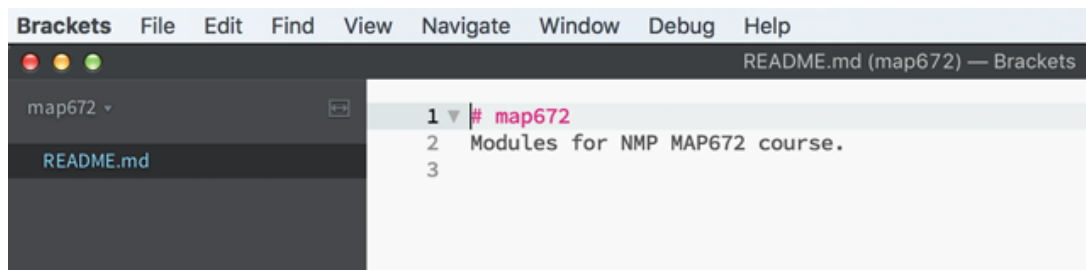 Brackets File Edit Find View Navigate Window Debug Help
README.md (map672) — Brackets
map672
README.md
1 # map672
2 Modules for NMP MAP672 course.
3